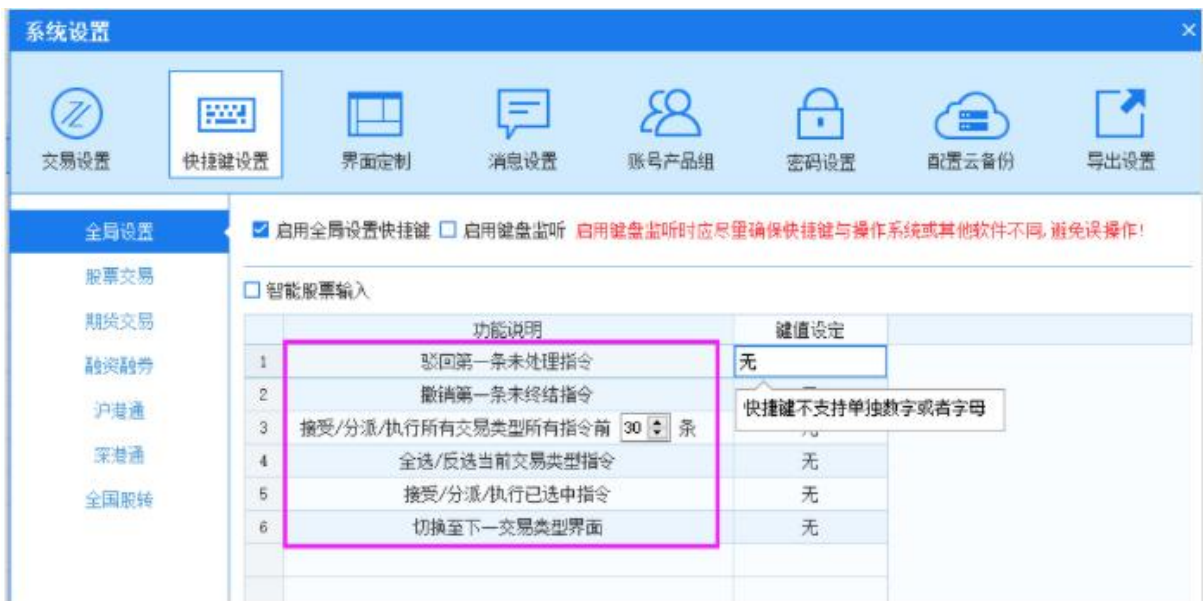 系统设置
交易设置
快捷键设置
界面定制
消息设置
账号产品组
密码设置
配置云备份
导出设置
全局设置
股票交易
期货交易
融资融券
沪港通
深港通
全国股转
启用全局设置快捷键 启用键盘监听 启用键盘监听时应尽量确保快捷键与操作系统或其他软件不同,避免误操作!
智能股票输入
功能说明 键值设定
1 驳回第一条未处理指令 无
2 撤销第一条未终结指令
快捷键不支持单独数字或者字母
3 接受/分派/执行所有交易类型所有指令前 30 条
4 全选/反选当前交易类型指令 无
5 接受/分派/执行已选中指令 无
6 切换至下一交易类型界面 无